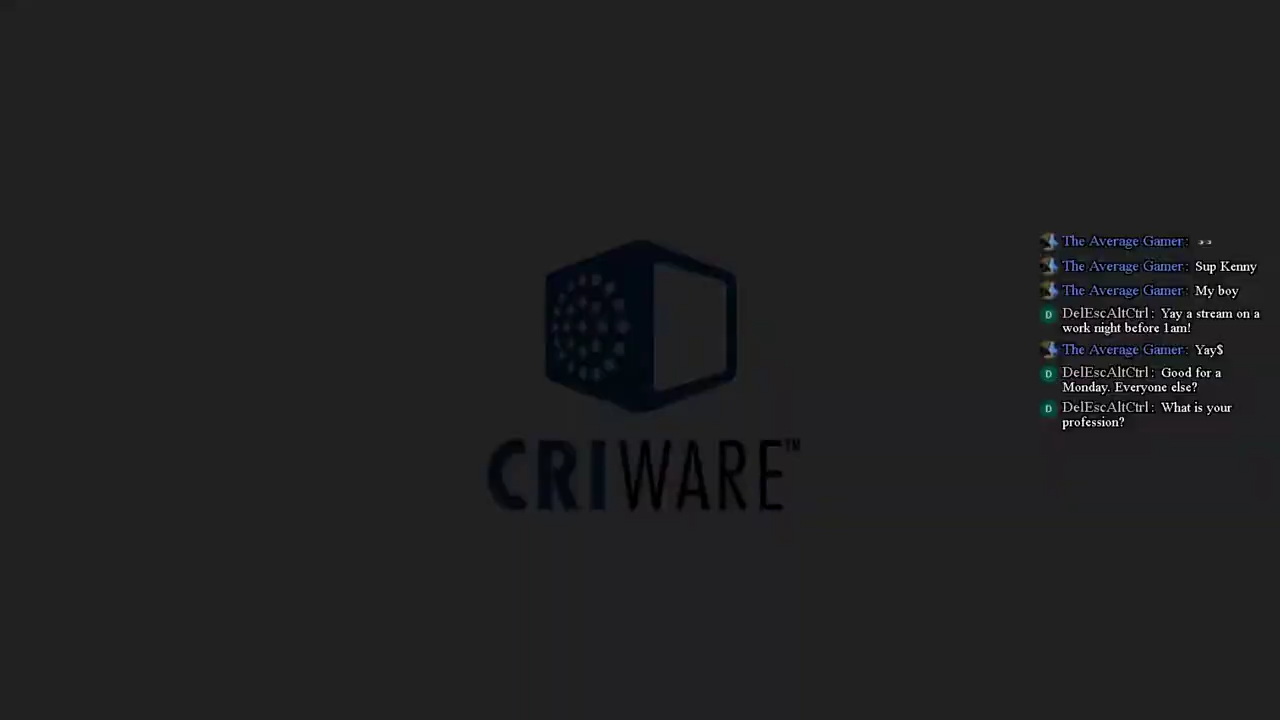 The Average Gamer: 👀
The Average Gamer: Sup Kenny
The Average Gamer: My boy
D DelEscAltCtrl: Yay a stream on a
work night before 1am!
The Average Gamer: Yay$
D DelEscAltCtrl: Good for a
Monday. Everyone else?
D DelEscAltCtrl: What is your
profession?
CRIWARE™